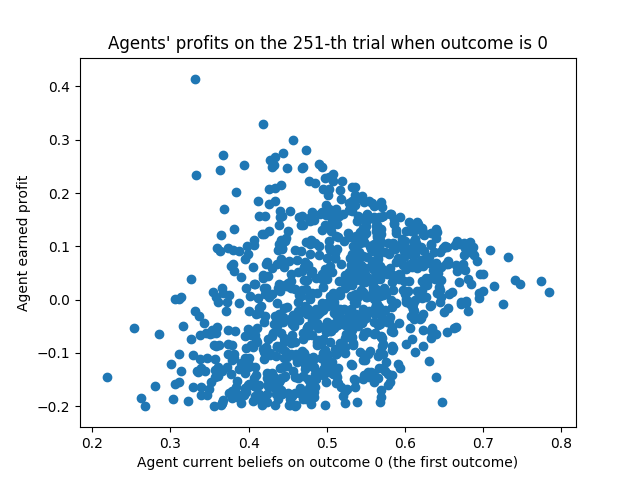 Agents' profits on the 251-th trial when outcome is 0
0.4
0.3
0.2
0.1
0.0
−0.1
−0.2
Agent earned profit
0.2 0.3 0.4 0.5 0.6 0.7 0.8
Agent current beliefs on outcome 0 (the first outcome)